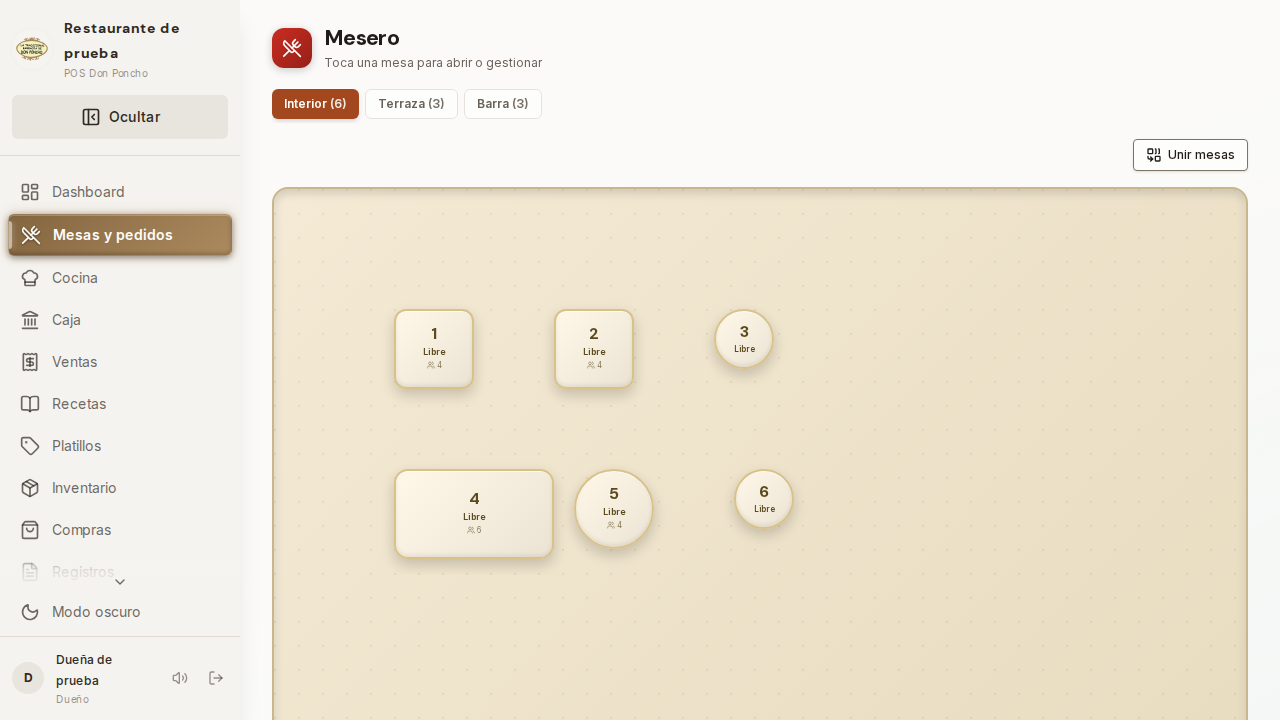 Restaurante de
prueba
POS Don Poncho
Ocultar
Dashboard
Mesas y pedidos
Cocina
Caja
Ventas
Recetas
Platillos
Inventario
Compras
Registros
Modo oscuro
D
Dueña de
prueba
Dueño
Mesero
Toca una mesa para abrir o gestionar
Interior (6)
Terraza (3)
Barra (3)
Unir mesas
1
Libre
4
2
Libre
4
3
Libre
4
Libre
6
5
Libre
4
6
Libre